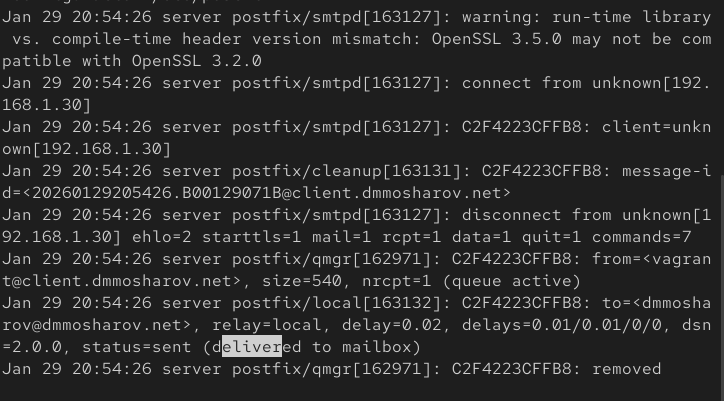 Jan 29 20:54:26 server postfix/smtpd[163127]: warning: run-time library
 vs. compile-time header version mismatch: OpenSSL 3.5.0 may not be com
patible with OpenSSL 3.2.0
Jan 29 20:54:26 server postfix/smtpd[163127]: connect from unknown[192.
168.1.30]
Jan 29 20:54:26 server postfix/smtpd[163127]: C2F4223CFFB8: client=unkn
own[192.168.1.30]
Jan 29 20:54:26 server postfix/cleanup[163131]: C2F4223CFFB8: message-i
d=<20260129205426.B00129071B@client.dmmosharov.net>
Jan 29 20:54:26 server postfix/smtpd[163127]: disconnect from unknown[1
92.168.1.30] ehlo=2 starttls=1 mail=1 rcpt=1 data=1 quit=1 commands=7
Jan 29 20:54:26 server postfix/qmgr[162971]: C2F4223CFFB8: from=<vagran
t@client.dmmosharov.net>, size=540, nrcpt=1 (queue active)
Jan 29 20:54:26 server postfix/local[163132]: C2F4223CFFB8: to=<dmmosha
rov@dmmosharov.net>, relay=local, delay=0.02, delays=0.01/0.01/0/0, dsn
=2.0.0, status=sent (delivered to mailbox)
Jan 29 20:54:26 server postfix/qmgr[162971]: C2F4223CFFB8: removed